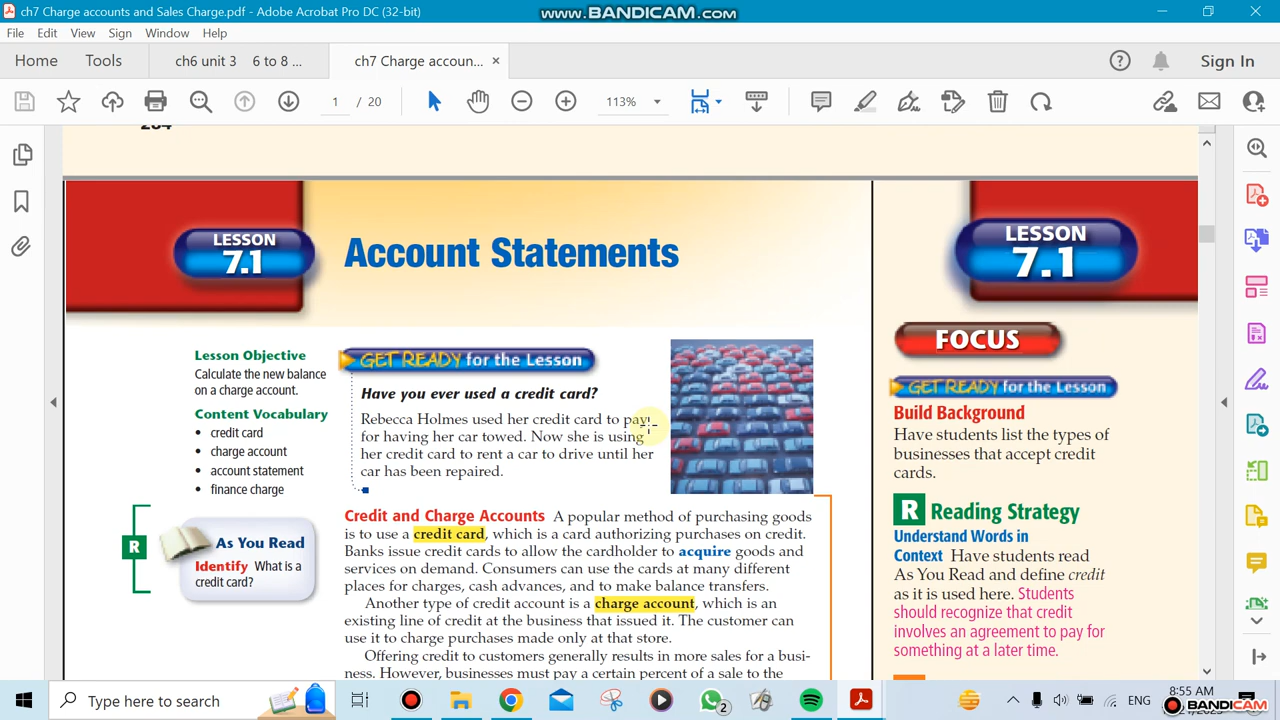 ch7 Charge accounts and Sales Charge.pdf - Adobe Acrobat Pro DC (32-bit)
www.BANDICAM.com
File Edit View Sign Window Help
Home Tools ch6 unit 3 6 to 8 ... ch7 Charge accoun... × Sign In
1 / 20 113%
LESSON
7.1
Account Statements
LESSON
7.1
Lesson Objective
Calculate the new balance
on a charge account.
Content Vocabulary
• credit card
• charge account
• account statement
• finance charge
R
As You Read
Identify What is a
credit card?
GET READY for the Lesson
Have you ever used a credit card?
Rebecca Holmes used her credit card to pay
for having her car towed. Now she is using
her credit card to rent a car to drive until her
car has been repaired.
Credit and Charge Accounts A popular method of purchasing goods
is to use a credit card, which is a card authorizing purchases on credit.
Banks issue credit cards to allow the cardholder to acquire goods and
services on demand. Consumers can use the cards at many different
places for charges, cash advances, and to make balance transfers.
Another type of credit account is a charge account, which is an
existing line of credit at the business that issued it. The customer can
use it to charge purchases made only at that store.
Offering credit to customers generally results in more sales for a busi-
ness. However, businesses must pay a certain percent of a sale to the
FOCUS
GET READY for the Lesson
Build Background
Have students list the types of
businesses that accept credit
cards.
R Reading Strategy
Understand Words in
Context Have students read
As You Read and define credit
as it is used here. Students
should recognize that credit
involves an agreement to pay for
something at a later time.
Type here to search
2
ENG
8:55 AM
BANDICAM